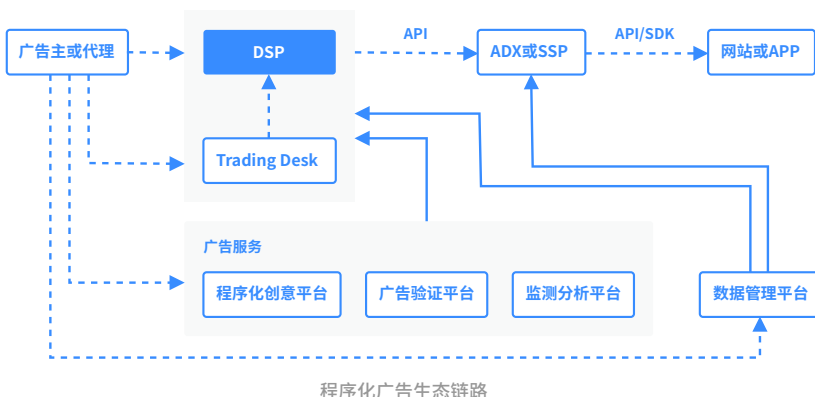 广告主或代理
DSP
API
ADX或SSP
API/SDK
网站或APP
Trading Desk
广告服务
程序化创意平台
广告验证平台
监测分析平台
数据管理平台
程序化广告生态链路